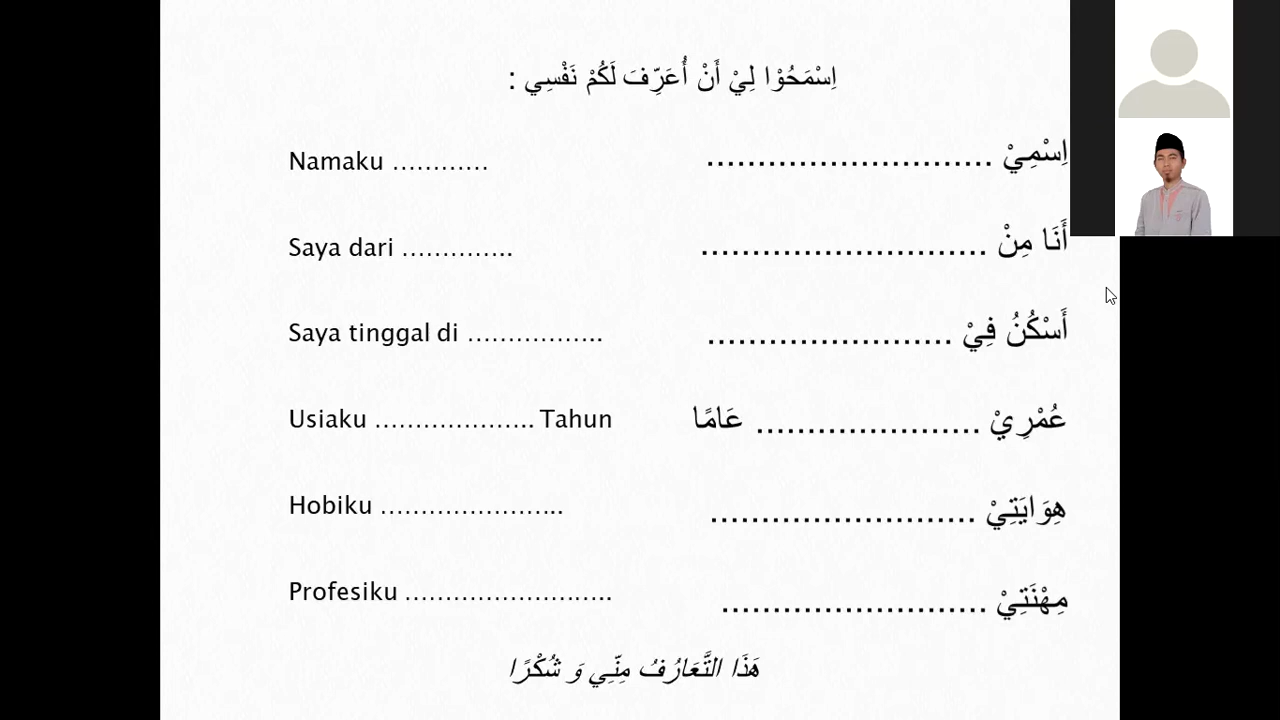 اِسْمَحُوْا لِيْ أَنْ أُعَرِّفَ لَكُمْ نَفْسِي :
Namaku ............ اِسْمِيْ ............................
Saya dari .............. أَنَا مِنْ ............................
Saya tinggal di ................. أَسْكُنُ فِيْ ........................
Usiaku .................... Tahun عُمْرِيْ ...................... عَامًا
Hobiku ....................... هِوَايَتِيْ ..........................
Profesiku .......................... مِهْنَتِيْ ..........................
هَذَا التَّعَارُفُ مِنِّي وَ شُكْرًا